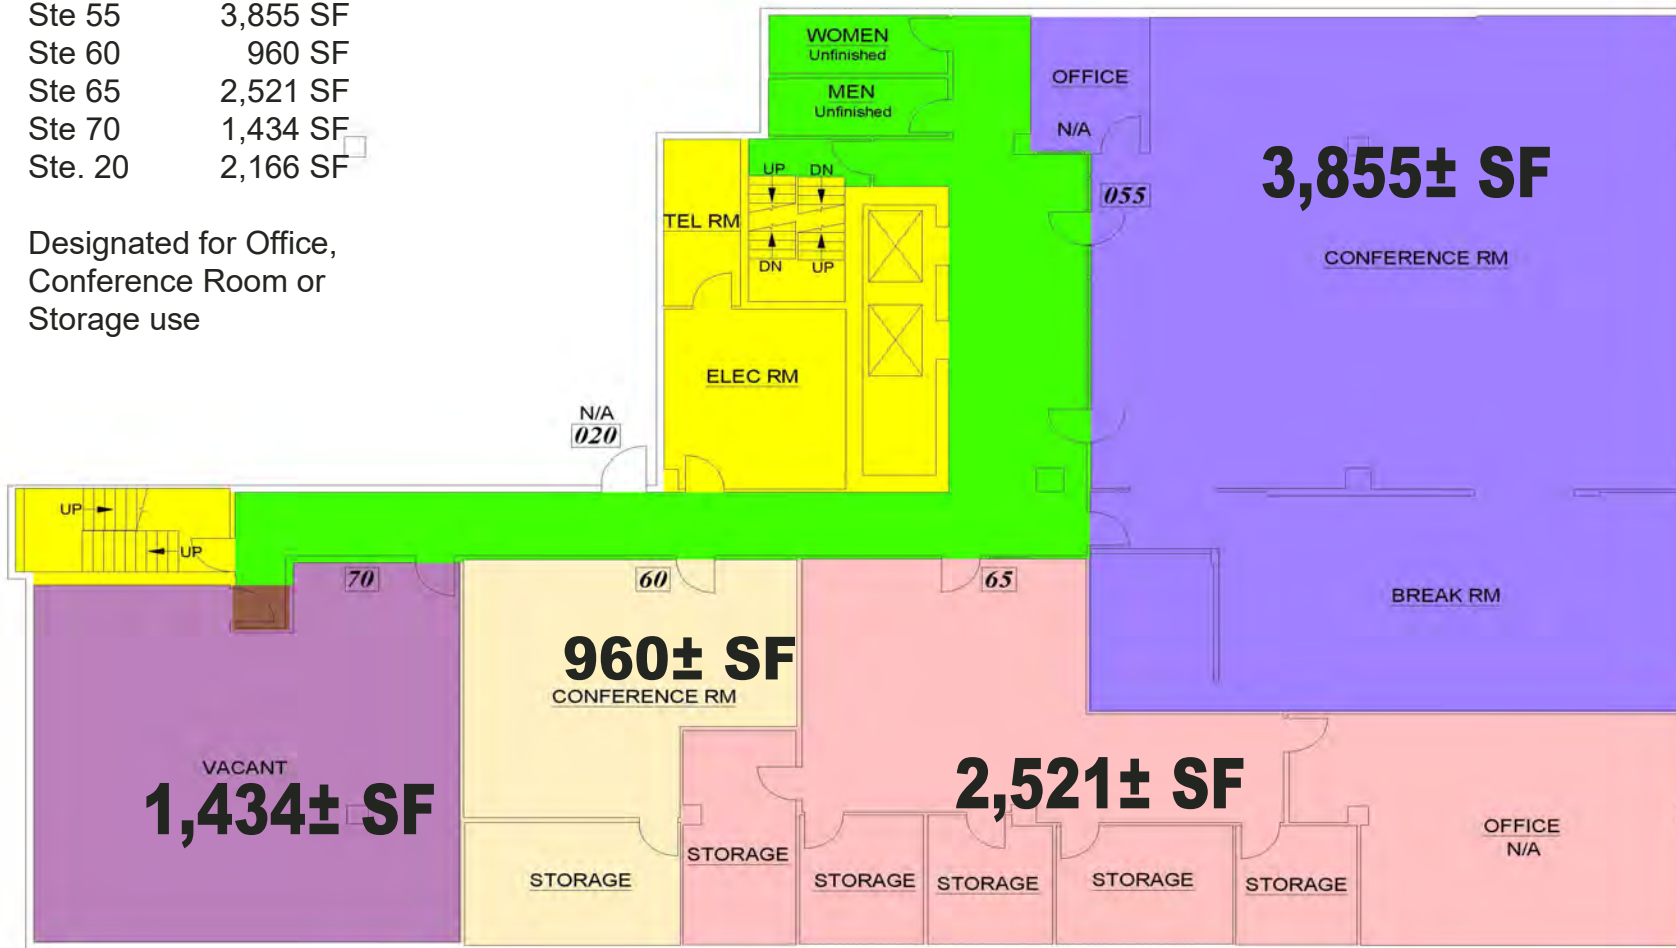 Ste 55 3,855 SF
Ste 60 960 SF
Ste 65 2,521 SF
Ste 70 1,434 SF
Ste. 20 2,166 SF
Designated for Office,
Conference Room or
Storage use
WOMEN
Unfinished
MEN
Unfinished
OFFICE
N/A
3,855± SF
055
CONFERENCE RM
UP DN
TEL RM
DN UP
ELEC RM
N/A
020
UP
UP
70
60
65
BREAK RM
960± SF
CONFERENCE RM
VACANT
1,434± SF
2,521± SF
OFFICE
N/A
STORAGE
STORAGE
STORAGE
STORAGE
STORAGE
STORAGE